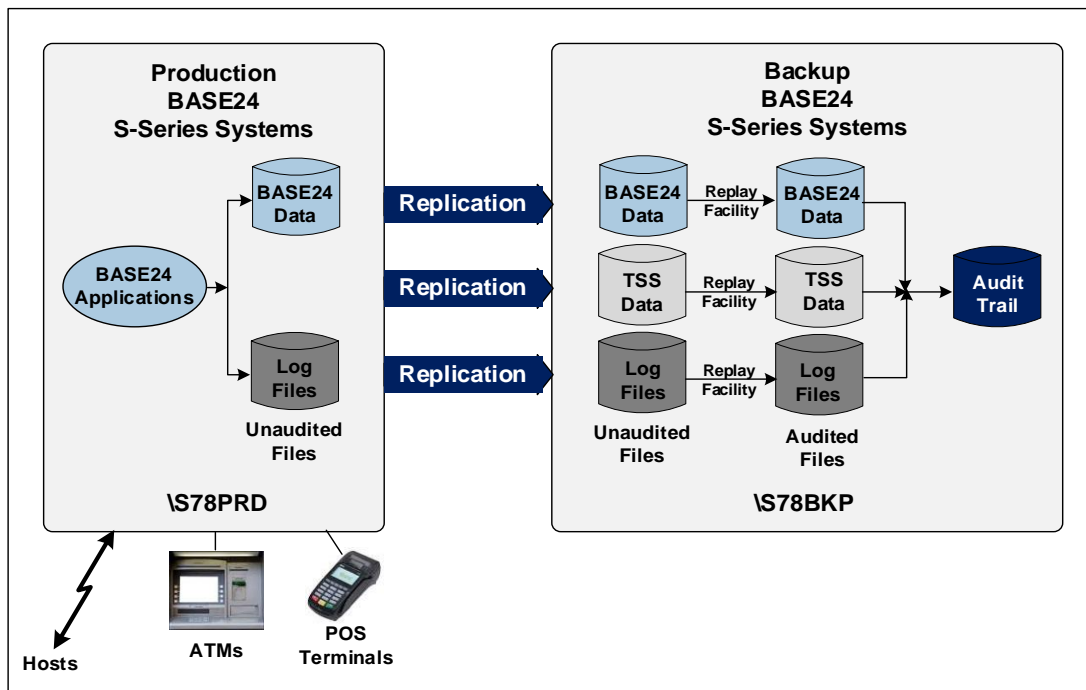 Production
BASE24
S-Series Systems
BASE24
Data
BASE24
Applications
Log
Files
Unaudited
Files
\S78PRD
Replication
Replication
Replication
Backup
BASE24
S-Series Systems
BASE24
Data
Replay
Facility
BASE24
Data
TSS
Data
Replay
Facility
TSS
Data
Audit
Trail
Log
Files
Replay
Facility
Log
Files
Unaudited
Files
Audited
Files
\S78BKP
Hosts
ATMs
POS
Terminals